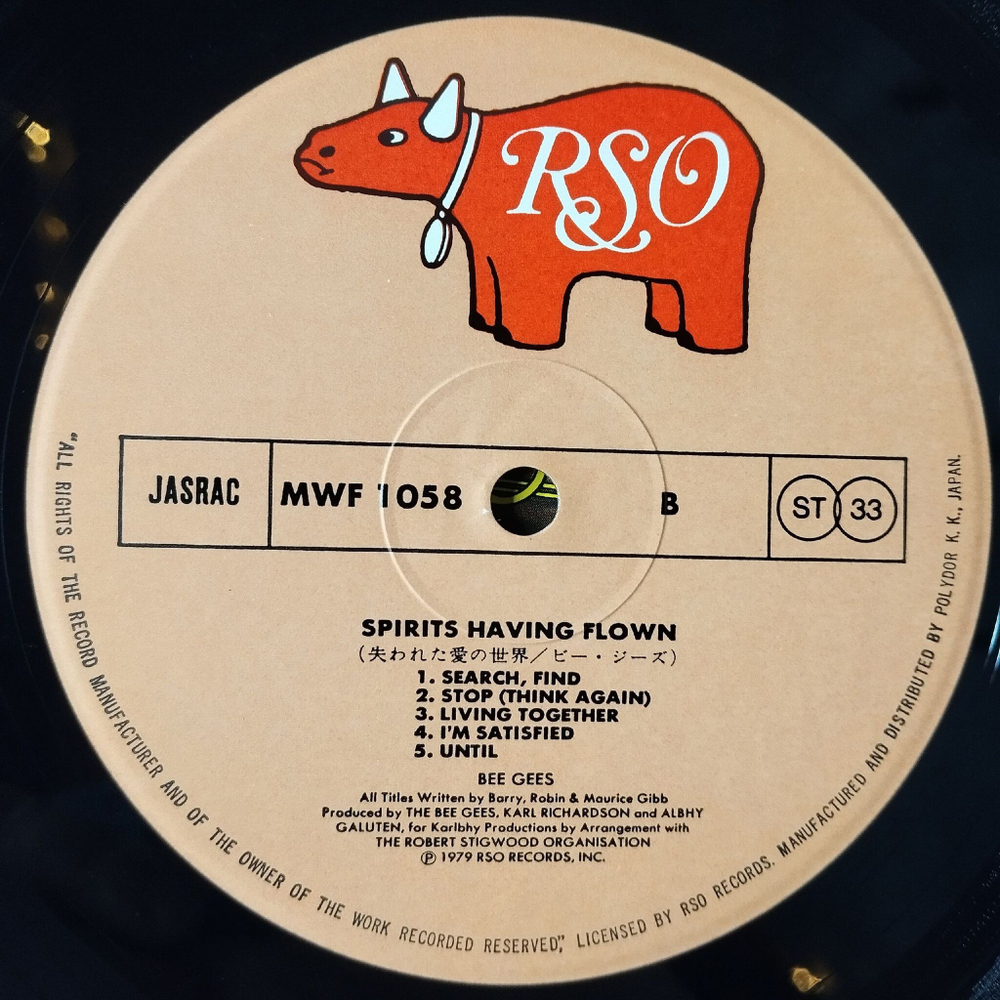 RSO
JASRAC MWF 1058 B ST 33
SPIRITS HAVING FLOWN
(失われた愛の世界／ビー・ジーズ)
1. SEARCH, FIND
2. STOP (THINK AGAIN)
3. LIVING TOGETHER
4. I'M SATISFIED
5. UNTIL
BEE GEES
All Titles Written by Barry, Robin & Maurice Gibb
Produced by THE BEE GEES, KARL RICHARDSON and ALBHY
GALUTEN, for Karlbhy Productions by Arrangement with
THE ROBERT STIGWOOD ORGANISATION
Ⓟ 1979 RSO RECORDS, INC.
"ALL RIGHTS OF THE RECORD MANUFACTURER AND OF THE OWNER OF THE WORK RECORDED RESERVED", LICENSED BY RSO RECORDS. MANUFACTURED AND DISTRIBUTED BY POLYDOR K. K., JAPAN.